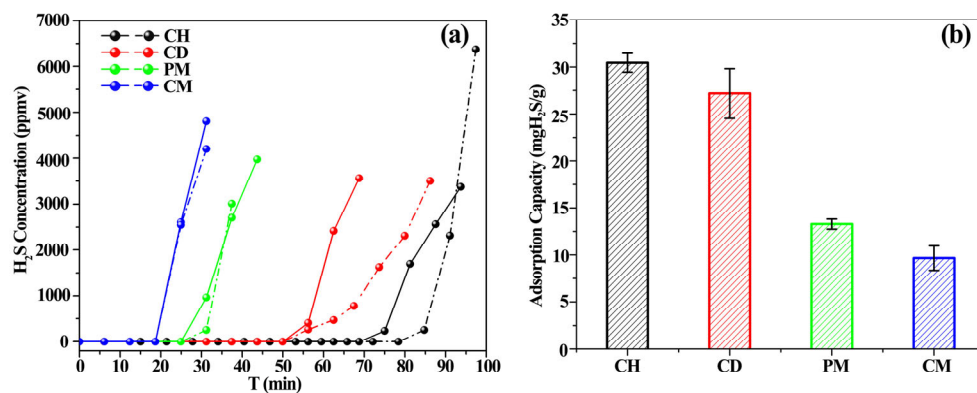 (a)
CH
CD
PM
CM
7000
6000
5000
4000
3000
2000
1000
0
H₂S Concentration (ppmv)
0 10 20 30 40 50 60 70 80 90 100
T (min)
(b)
35
30
25
20
15
10
5
0
Adsorption Capacity (mgH₂S/g)
CH CD PM CM